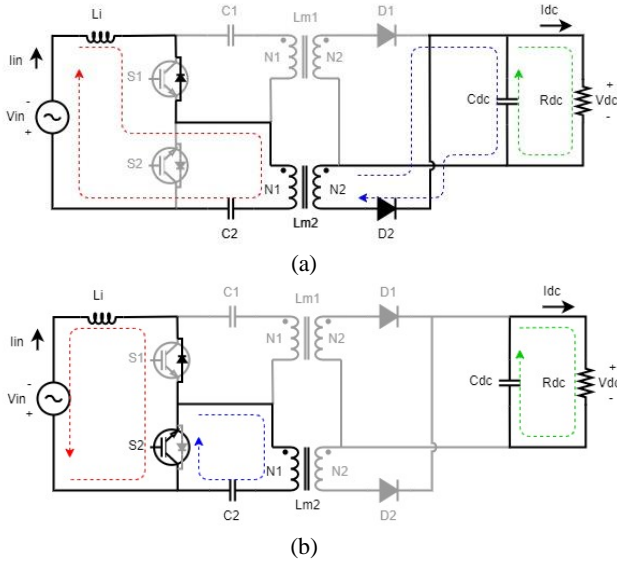 Li
C1
Lm1
D1
Idc
Iin
S1
N1
N2
Vin
-
+
Cdc
Rdc
+
Vdc
-
S2
N1
N2
C2
Lm2
D2
(a)
Li
C1
Lm1
D1
Idc
Iin
S1
N1
N2
Vin
-
+
Cdc
Rdc
+
Vdc
-
S2
N1
N2
C2
Lm2
D2
(b)